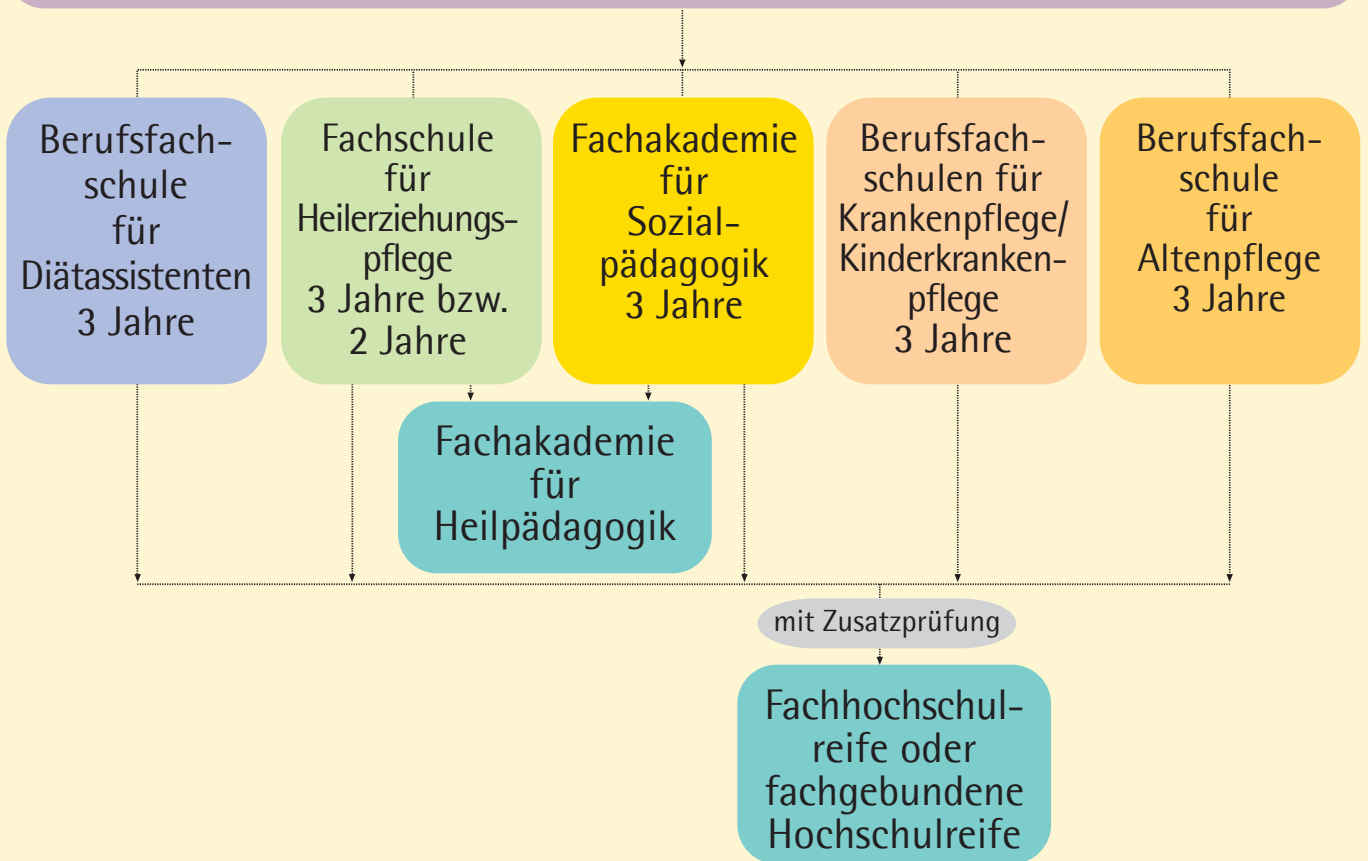 Berufsfach-
schule
für
Diätassistenten
3 Jahre
Fachschule
für
Heilerziehungs-
pflege
3 Jahre bzw.
2 Jahre
Fachakademie
für
Sozial-
pädagogik
3 Jahre
Berufsfach-
schulen für
Krankenpflege/
Kinderkranken-
pflege
3 Jahre
Berufsfach-
schule
für
Altenpflege
3 Jahre
Fachakademie
für
Heilpädagogik
mit Zusatzprüfung
Fachhochschul-
reife oder
fachgebundene
Hochschulreife